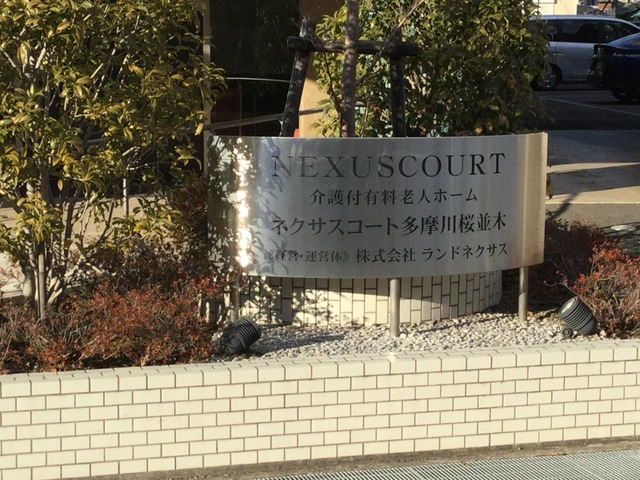 NEXUSCOURT
介護付有料老人ホーム
ネクサスコート多摩川桜並木
《経営・運営体》株式会社 ランドネクサス